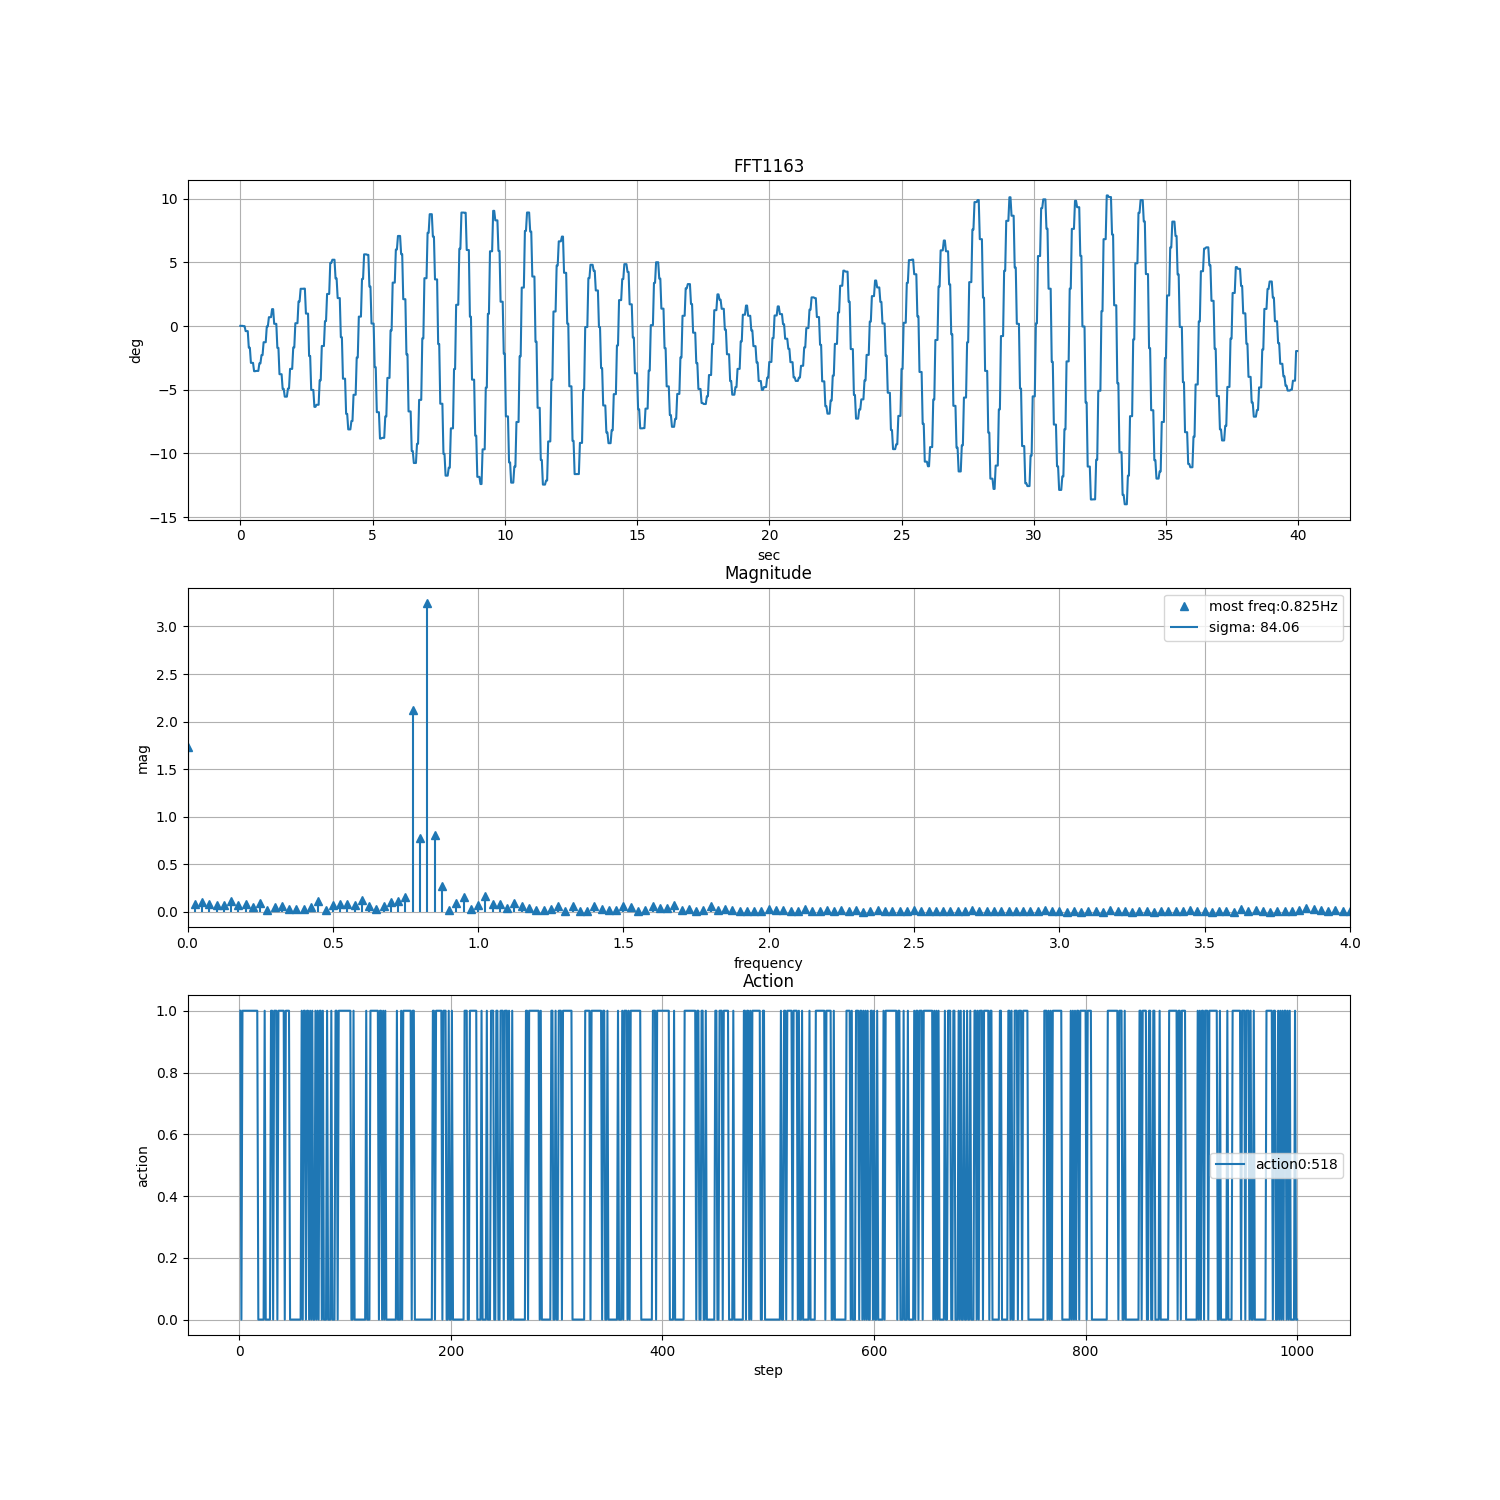 FFT1163
10
5
0
−5
−10
−15
deg
0 5 10 15 20 25 30 35 40
sec
Magnitude
most freq:0.825Hz
sigma: 84.06
3.0
2.5
2.0
1.5
1.0
0.5
0.0
mag
0.0 0.5 1.0 1.5 2.0 2.5 3.0 3.5 4.0
frequency
Action
1.0
0.8
0.6
0.4
0.2
0.0
action
action0:518
0 200 400 600 800 1000
step